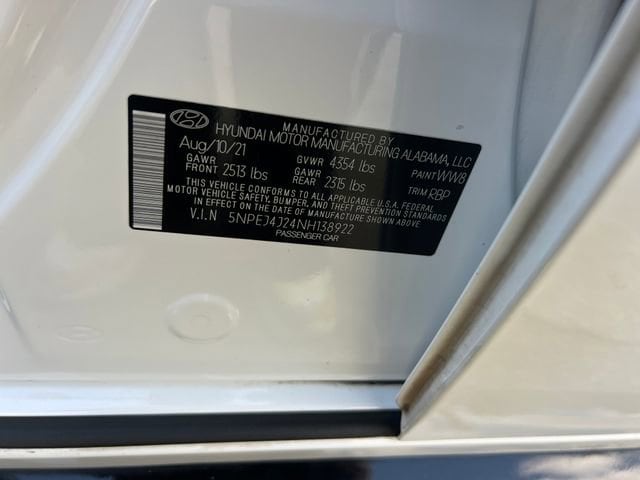 MANUFACTURED BY
HYUNDAI MOTOR MANUFACTURING ALABAMA, LLC
Aug/10/21 GVWR 4354 lbs PAINT WW8
GAWR FRONT 2513 lbs GAWR REAR 2315 lbs TRIM RBP
THIS VEHICLE CONFORMS TO ALL APPLICABLE U.S.A. FEDERAL
MOTOR VEHICLE SAFETY, BUMPER, AND THEFT PREVENTION STANDARDS
IN EFFECT ON THE DATE OF MANUFACTURE SHOWN ABOVE
V.I.N 5NPEJ4J24NH138922
PASSENGER CAR